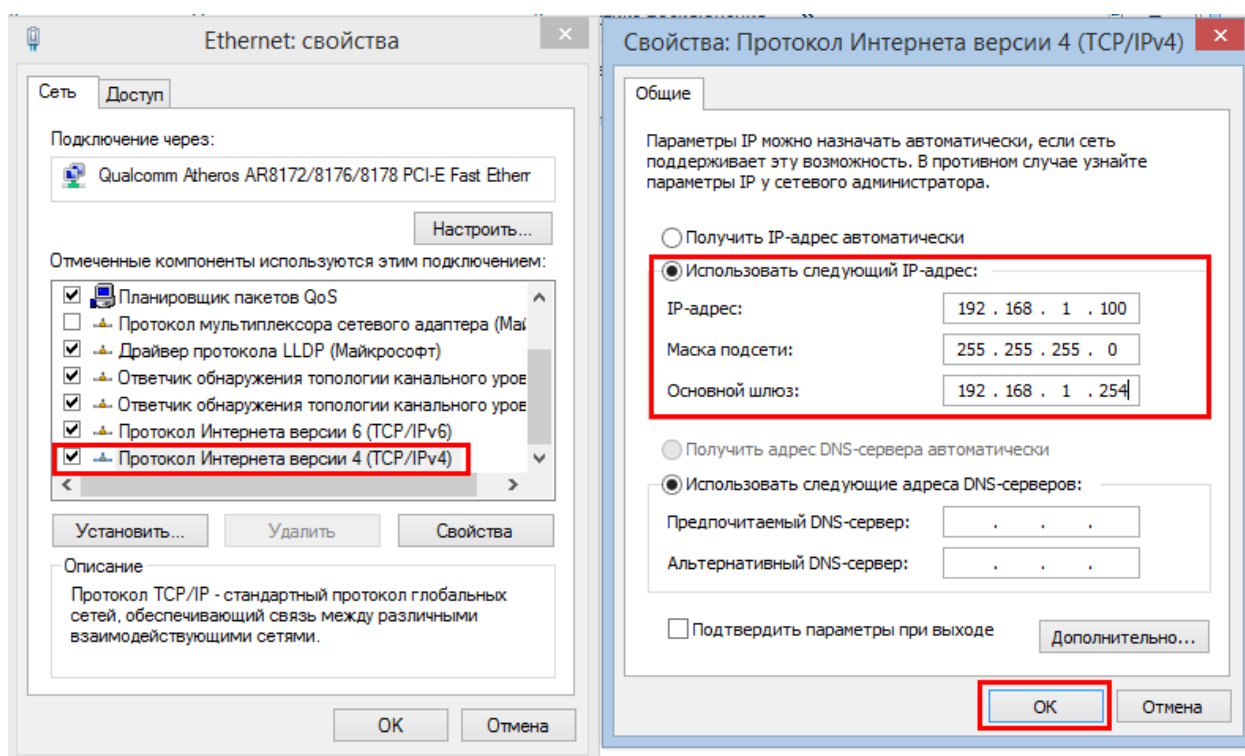 Ethernet: свойства
Сеть
Доступ
Подключение через:
Qualcomm Atheros AR8172/8176/8178 PCI-E Fast Ethern
Настроить...
Отмеченные компоненты используются этим подключением:
Планировщик пакетов QoS
Протокол мультиплексора сетевого адаптера (Май
Драйвер протокола LLDP (Майкрософт)
Ответчик обнаружения топологии канального уров
Ответчик обнаружения топологии канального уров
Протокол Интернета версии 6 (TCP/IPv6)
Протокол Интернета версии 4 (TCP/IPv4)
Установить...
Удалить
Свойства
Описание
Протокол TCP/IP - стандартный протокол глобальных
сетей, обеспечивающий связь между различными
взаимодействующими сетями.
OK
Отмена
Свойства: Протокол Интернета версии 4 (TCP/IPv4)
Общие
Параметры IP можно назначать автоматически, если сеть
поддерживает эту возможность. В противном случае узнайте
параметры IP у сетевого администратора.
Получить IP-адрес автоматически
Использовать следующий IP-адрес:
IP-адрес: 192 . 168 . 1 . 100
Маска подсети: 255 . 255 . 255 . 0
Основной шлюз: 192 . 168 . 1 . 254
Получить адрес DNS-сервера автоматически
Использовать следующие адреса DNS-серверов:
Предпочитаемый DNS-сервер: . . .
Альтернативный DNS-сервер: . . .
Подтвердить параметры при выходе
Дополнительно...
OK
Отмена